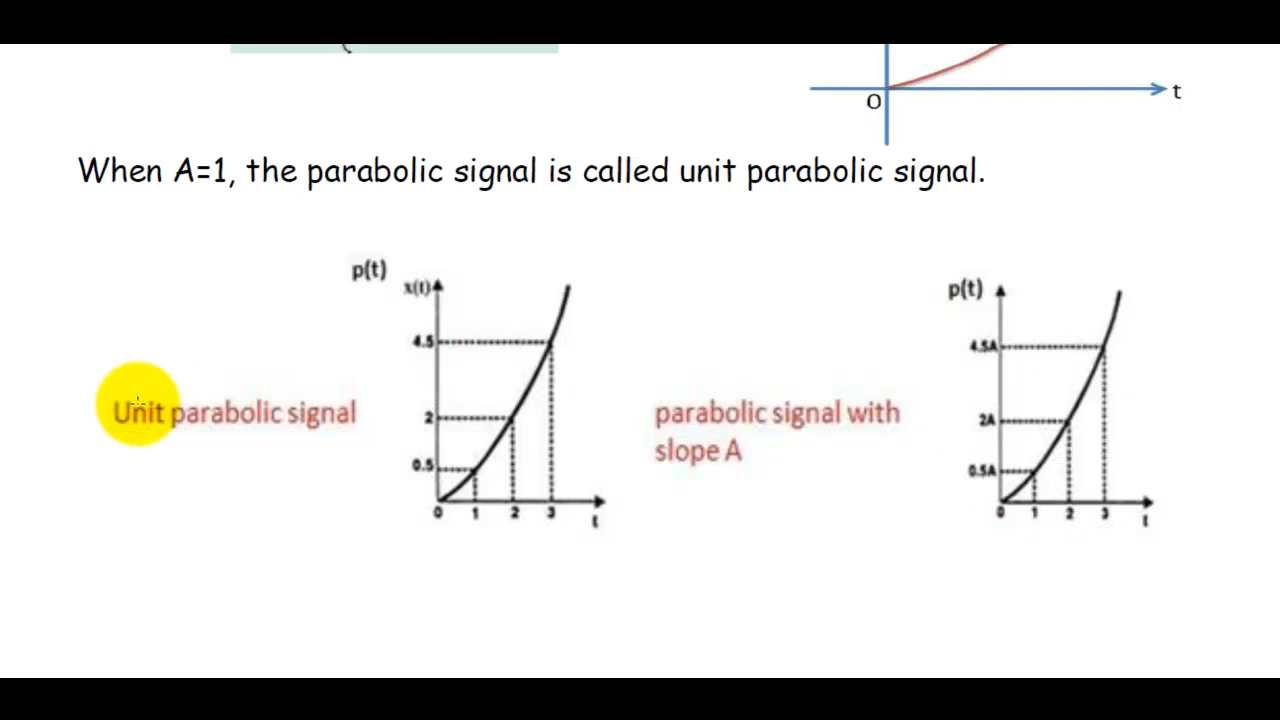 t
O
When A=1, the parabolic signal is called unit parabolic signal.
p(t)
x(t)
4.5
2
0.5
0 1 2 3
t
Unit parabolic signal
parabolic signal with
slope A
p(t)
4.5A
2A
0.5A
0 1 2 3
t